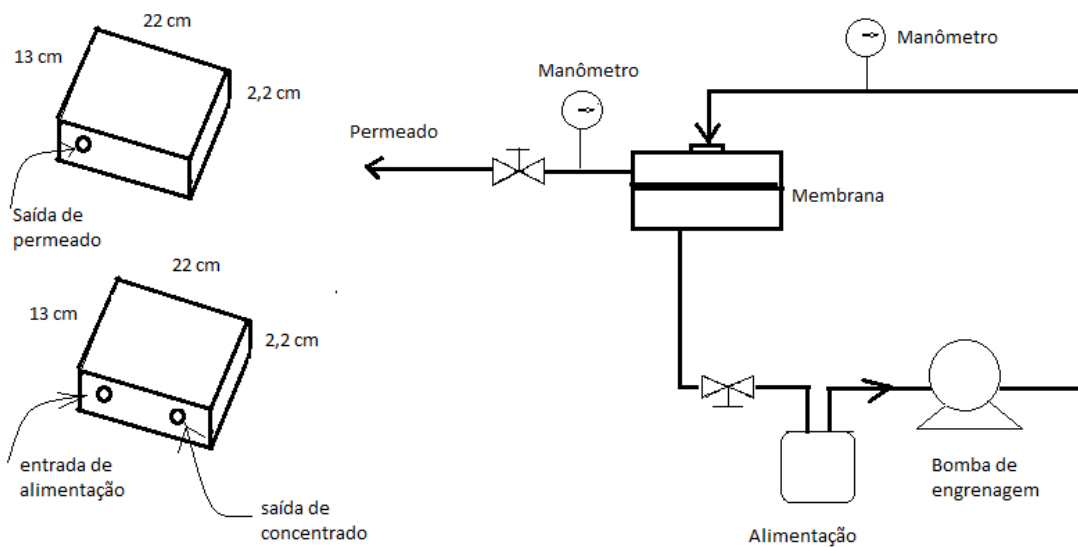 22 cm
13 cm
2,2 cm
Saída de
permeado
22 cm
13 cm
2,2 cm
entrada de
alimentação
saída de
concentrado
Manômetro
Manômetro
Permeado
Membrana
Bomba de
engrenagem
Alimentação